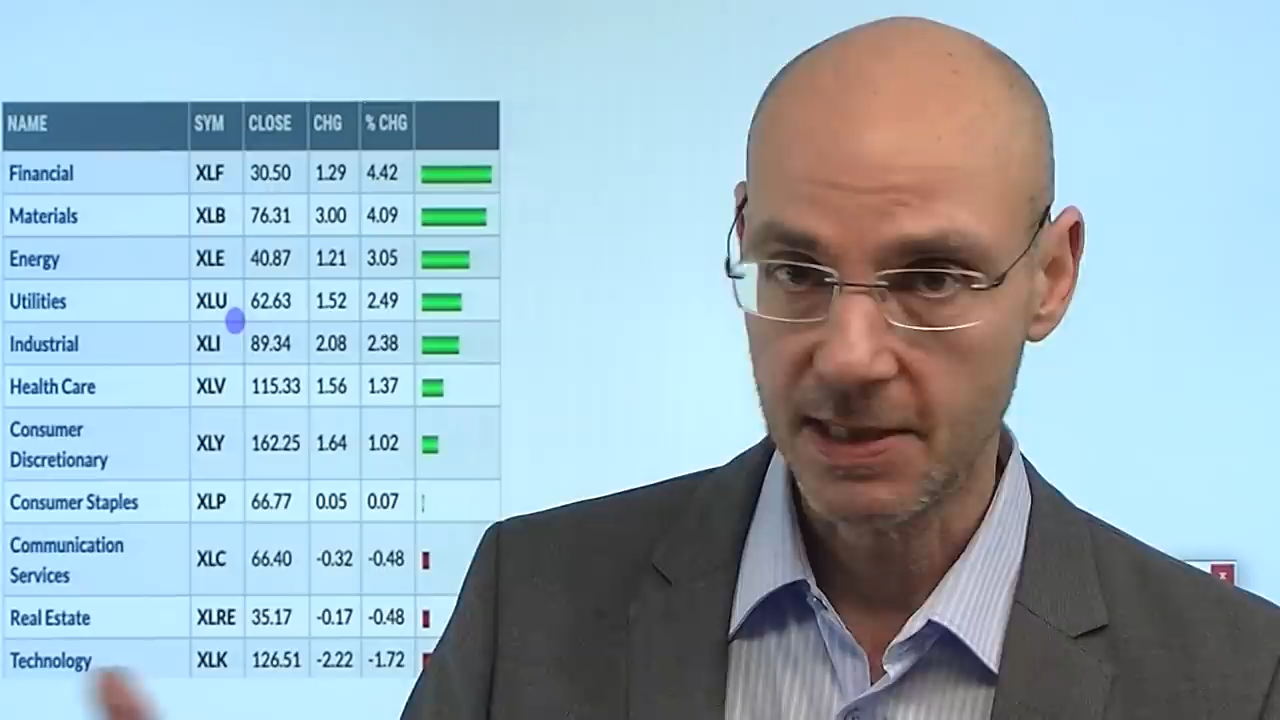 NAME SYM CLOSE CHG % CHG
Financial XLF 30.50 1.29 4.42
Materials XLB 76.31 3.00 4.09
Energy XLE 40.87 1.21 3.05
Utilities XLU 62.63 1.52 2.49
Industrial XLI 89.34 2.08 2.38
Health Care XLV 115.33 1.56 1.37
Consumer
Discretionary XLY 162.25 1.64 1.02
Consumer Staples XLP 66.77 0.05 0.07
Communication
Services XLC 66.40 -0.32 -0.48
Real Estate XLRE 35.17 -0.17 -0.48
Technology XLK 126.51 -2.22 -1.72